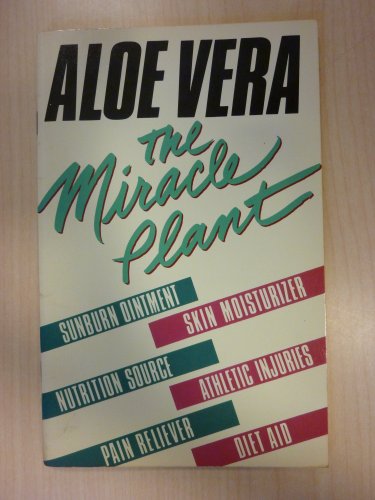 ALOE VERA
The
Miracle
Plant
SUNBURN OINTMENT
SKIN MOISTURIZER
NUTRITION SOURCE
ATHLETIC INJURIES
PAIN RELIEVER
DIET AID